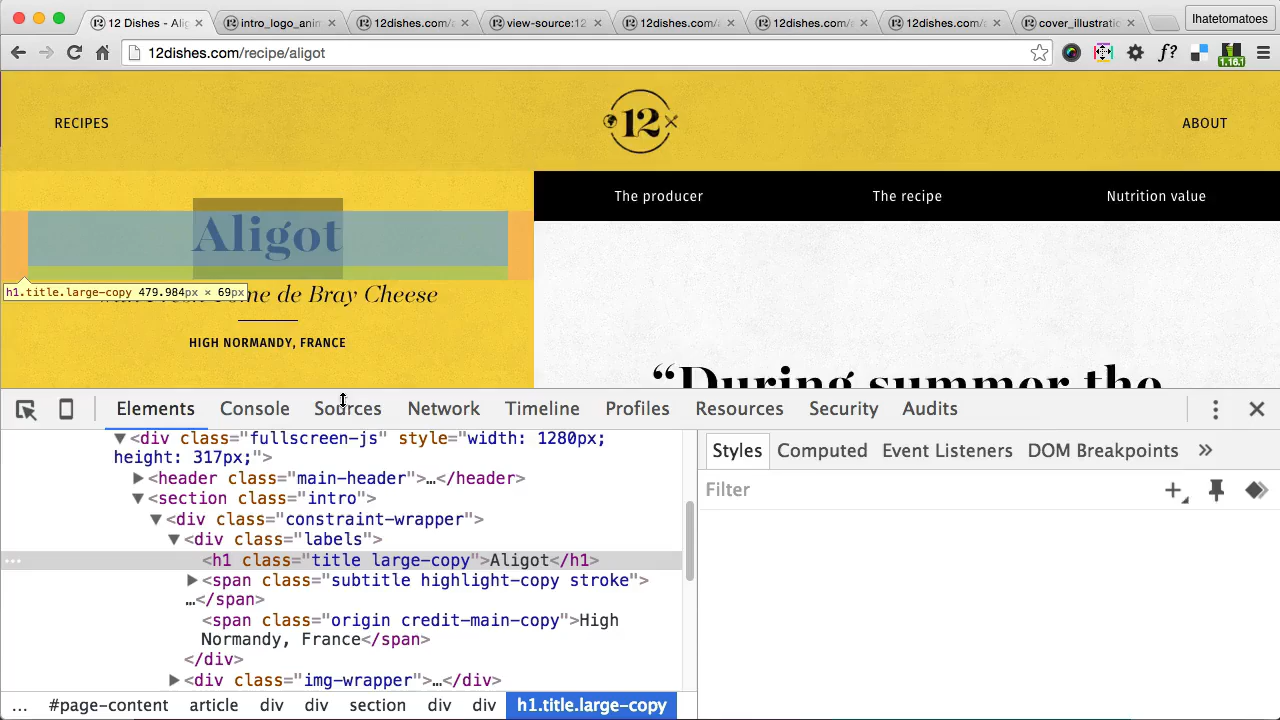 12 Dishes - Alig
intro_logo_anim
12dishes.com/a
view-source:12
12dishes.com/a
12dishes.com/a
12dishes.com/a
cover_illustrati
Ihatetomatoes
12dishes.com/recipe/aligot
f?
1.16.1
RECIPES
12
ABOUT
The producer
The recipe
Nutrition value
Aligot
h1.title.large-copy 479.984px × 69px
me de Bray Cheese
HIGH NORMANDY, FRANCE
“During summer the
Elements Console Sources Network Timeline Profiles Resources Security Audits
▼<div class="fullscreen-js" style="width: 1280px;
height: 317px;">
▶<header class="main-header">…</header>
▼<section class="intro">
▼<div class="constraint-wrapper">
▼<div class="labels">
<h1 class="title large-copy">Aligot</h1>
▶<span class="subtitle highlight-copy stroke">
…</span>
<span class="origin credit-main-copy">High
Normandy, France</span>
</div>
▶<div class="img-wrapper">…</div>
... #page-content article div div section div div h1.title.large-copy
Styles Computed Event Listeners DOM Breakpoints »
Filter